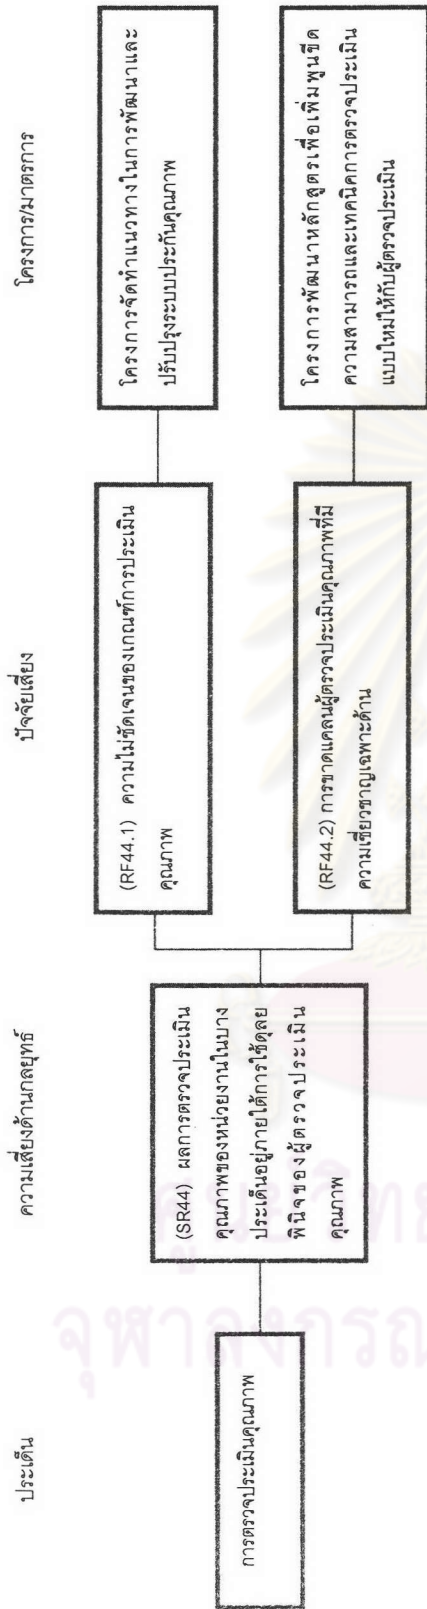 ประเด็น
ความเสี่ยงด้านกลยุทธ์
ปัจจัยเสี่ยง
โครงการ/มาตรการ
การตรวจประเมินคุณภาพ
(SR44) ผลการตรวจประเมิน
คุณภาพของหน่วยงานในบาง
ประเด็นอยู่ภายใต้การใช้ดุลย
พินิจของผู้ตรวจประเมิน
คุณภาพ
(RF44.1) ความไม่ชัดเจนของเกณฑ์การประเมิน
คุณภาพ
(RF44.2) การขาดแคลนผู้ตรวจประเมินคุณภาพที่มี
ความเชี่ยวชาญเฉพาะด้าน
โครงการจัดทำแนวทางในการพัฒนาและ
ปรับปรุงระบบประกันคุณภาพ
โครงการพัฒนาหลักสูตรเพื่อเพิ่มพูนขีด
ความสามารถและเทคนิคการตรวจประเมิน
แบบใหม่ให้กับผู้ตรวจประเมิน